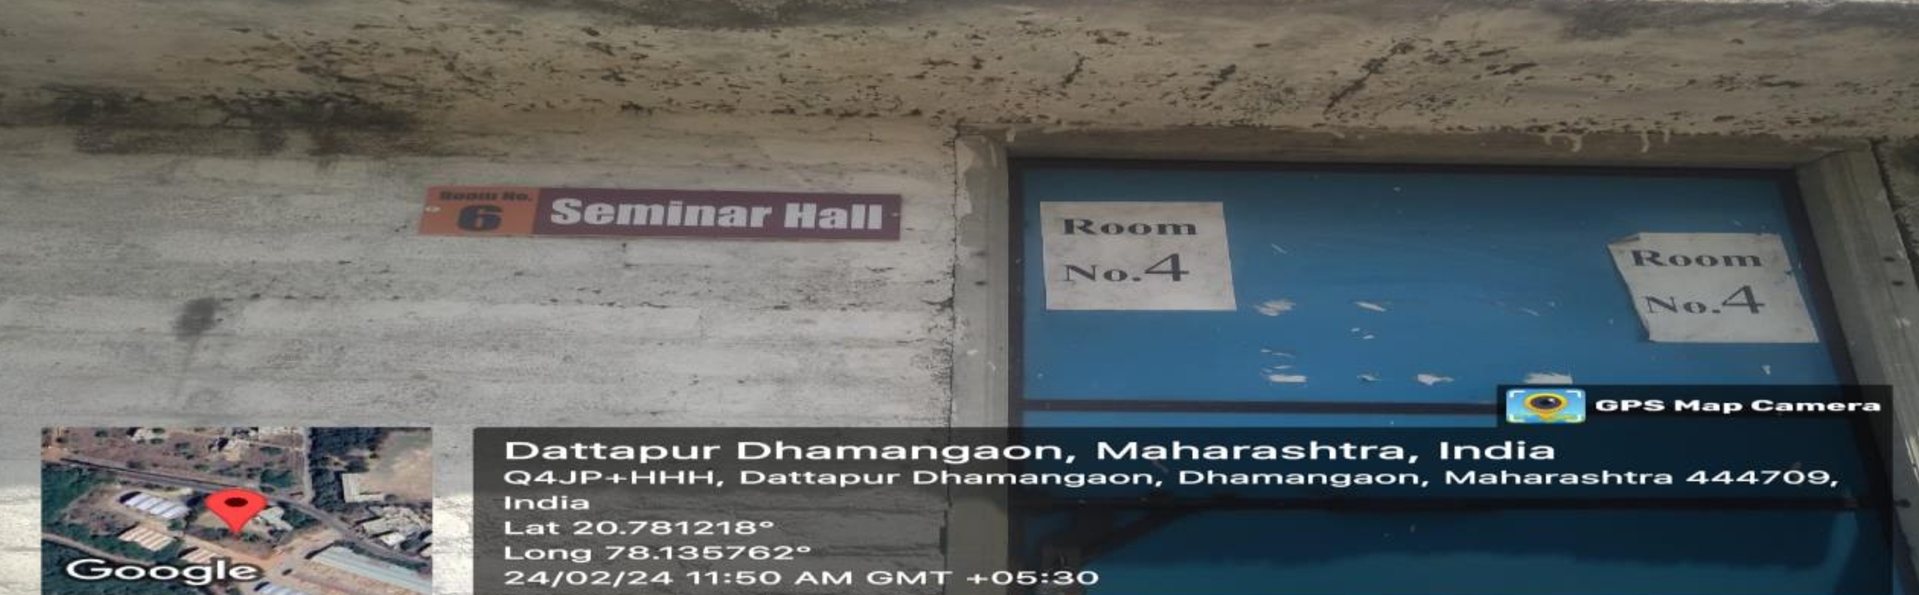 Room No.
6
Seminar Hall
Room
No.4
Room
No.4
GPS Map Camera
Dattapur Dhamangaon, Maharashtra, India
Q4JP+HHH, Dattapur Dhamangaon, Dhamangaon, Maharashtra 444709,
India
Lat 20.781218°
Long 78.135762°
24/02/24 11:50 AM GMT +05:30
Google